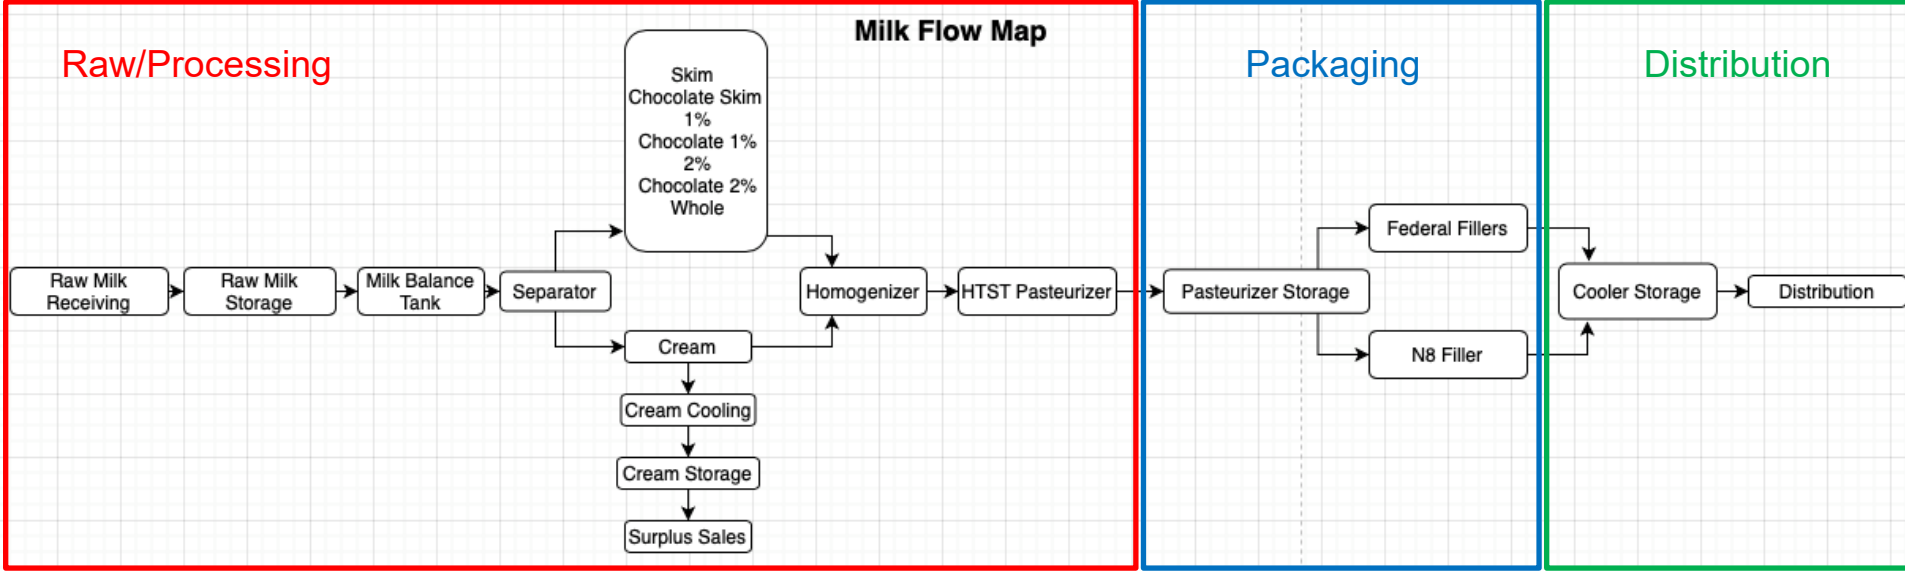 Milk Flow Map
Raw/Processing
Packaging
Distribution
Skim
Chocolate Skim
1%
Chocolate 1%
2%
Chocolate 2%
Whole
Raw Milk
Receiving
Raw Milk
Storage
Milk Balance
Tank
Separator
Homogenizer
HTST Pasteurizer
Cream
Cream Cooling
Cream Storage
Surplus Sales
Pasteurizer Storage
Federal Fillers
N8 Filler
Cooler Storage
Distribution